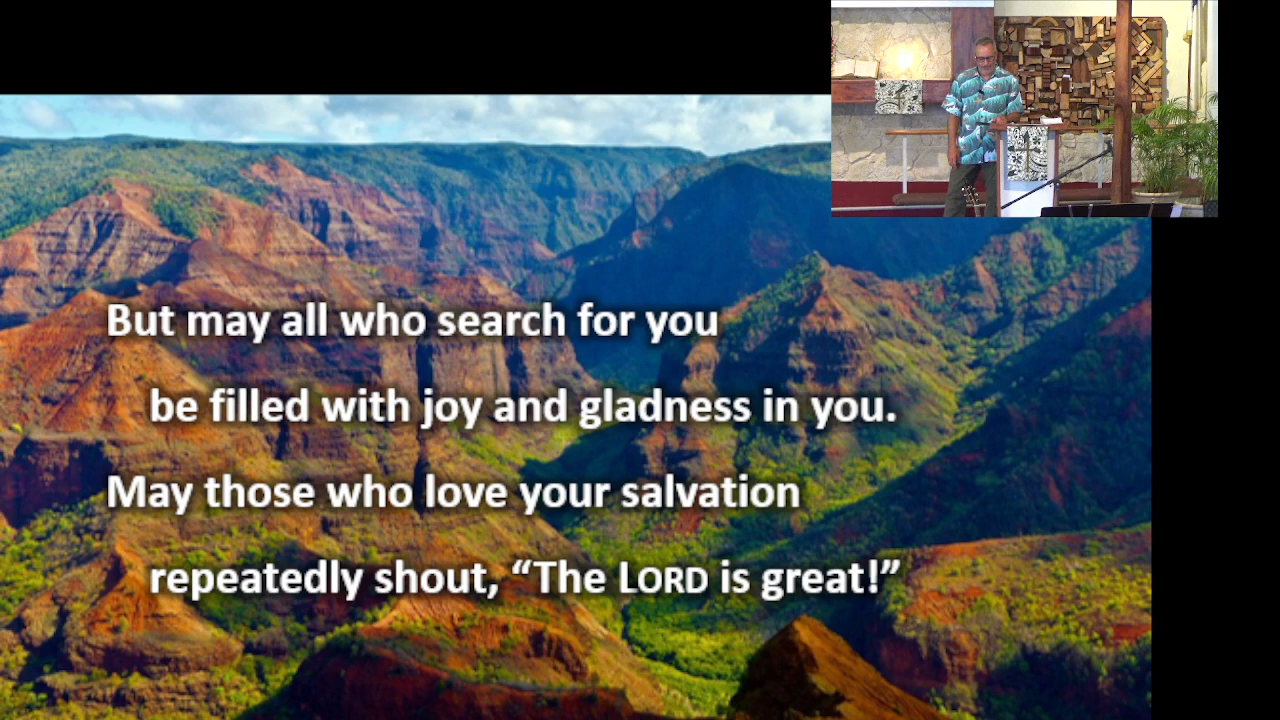 But may all who search for you
be filled with joy and gladness in you.
May those who love your salvation
repeatedly shout, “The LORD is great!”